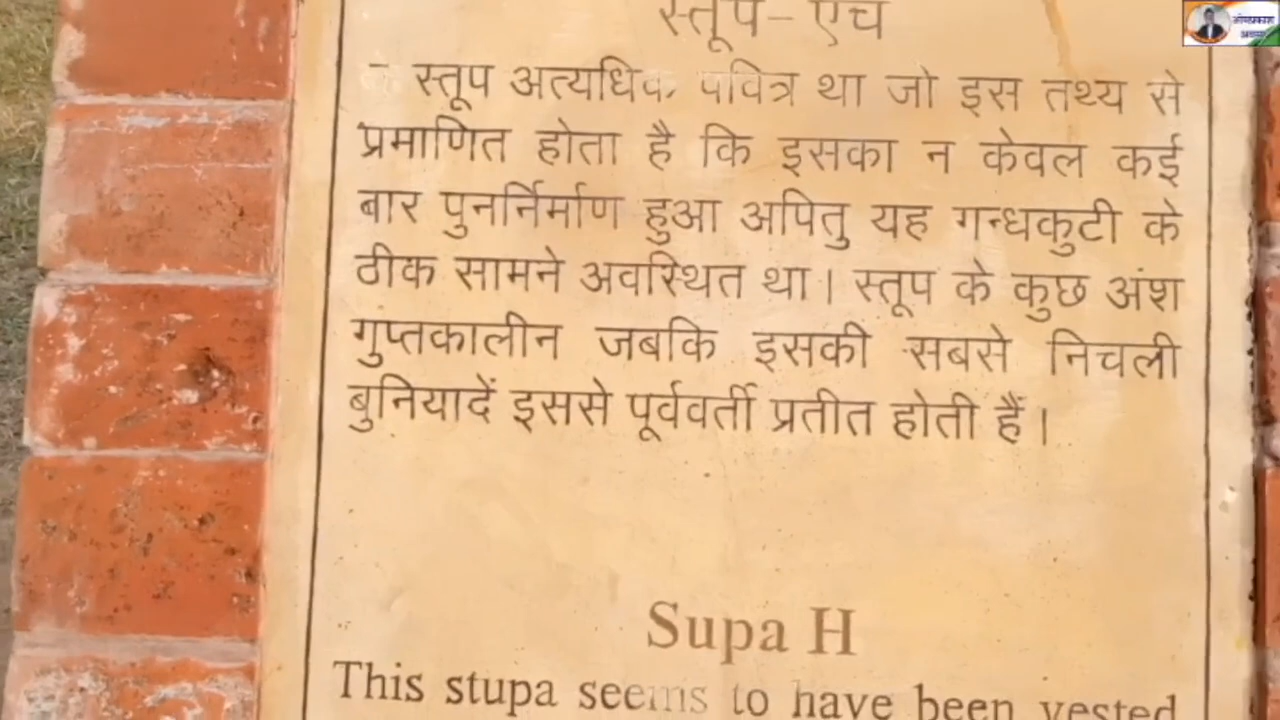 स्तूप-एच
स्तूप अत्यधिक पवित्र था जो इस तथ्य से
प्रमाणित होता है कि इसका न केवल कई
बार पुनर्निर्माण हुआ अपितु यह गन्धकुटी के
ठीक सामने अवस्थित था। स्तूप के कुछ अंश
गुप्तकालीन जबकि इसकी सबसे निचली
बुनियादें इससे पूर्ववर्ती प्रतीत होती हैं।
Supa H
This stupa seems to have been vested